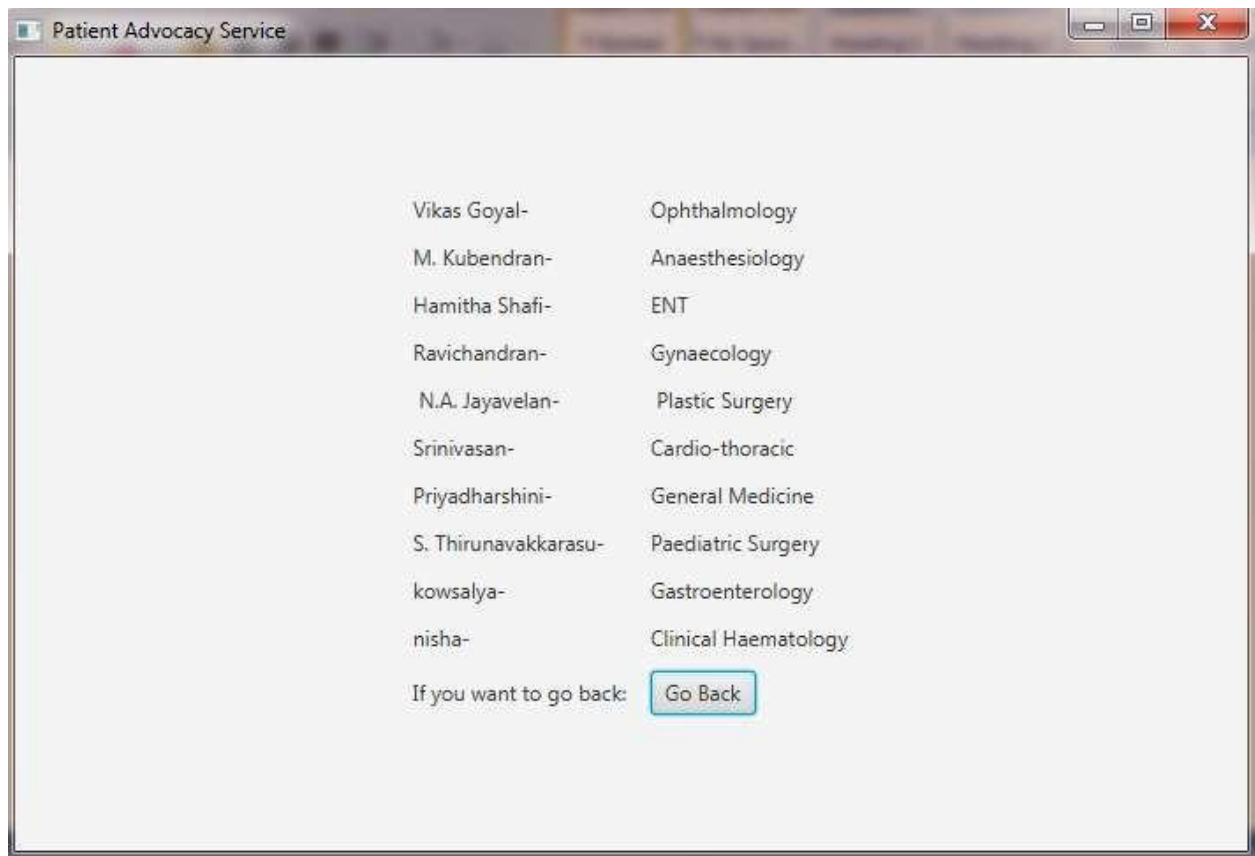 Patient Advocacy Service
Vikas Goyal- Ophthalmology
M. Kubendran- Anaesthesiology
Hamitha Shafi- ENT
Ravichandran- Gynaecology
N.A. Jayavelan- Plastic Surgery
Srinivasan- Cardio-thoracic
Priyadharshini- General Medicine
S. Thirunavakkarasu- Paediatric Surgery
kowsalya- Gastroenterology
nisha- Clinical Haematology
If you want to go back: Go Back